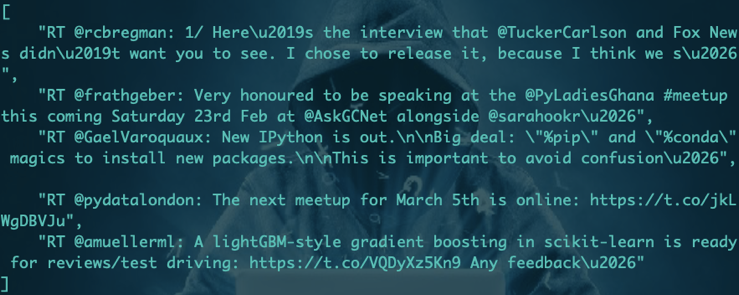 [
"RT @rcbregman: 1/ Here\u2019s the interview that @TuckerCarlson and Fox New
s didn\u2019t want you to see. I chose to release it, because I think we s\u2026
",
"RT @frathgeber: Very honoured to be speaking at the @PyLadiesGhana #meetup
this coming Saturday 23rd Feb at @AskGCNet alongside @sarahookr\u2026",
"RT @GaelVaroquaux: New IPython is out.\n\nBig deal: \"%pip\" and \"%conda\"
magics to install new packages.\n\nThis is important to avoid confusion\u2026",
"RT @pydatalondon: The next meetup for March 5th is online: https://t.co/jkL
WgDBVJu",
"RT @amuellerml: A lightGBM-style gradient boosting in scikit-learn is ready
for reviews/test driving: https://t.co/VQDyXz5Kn9 Any feedback\u2026"
]